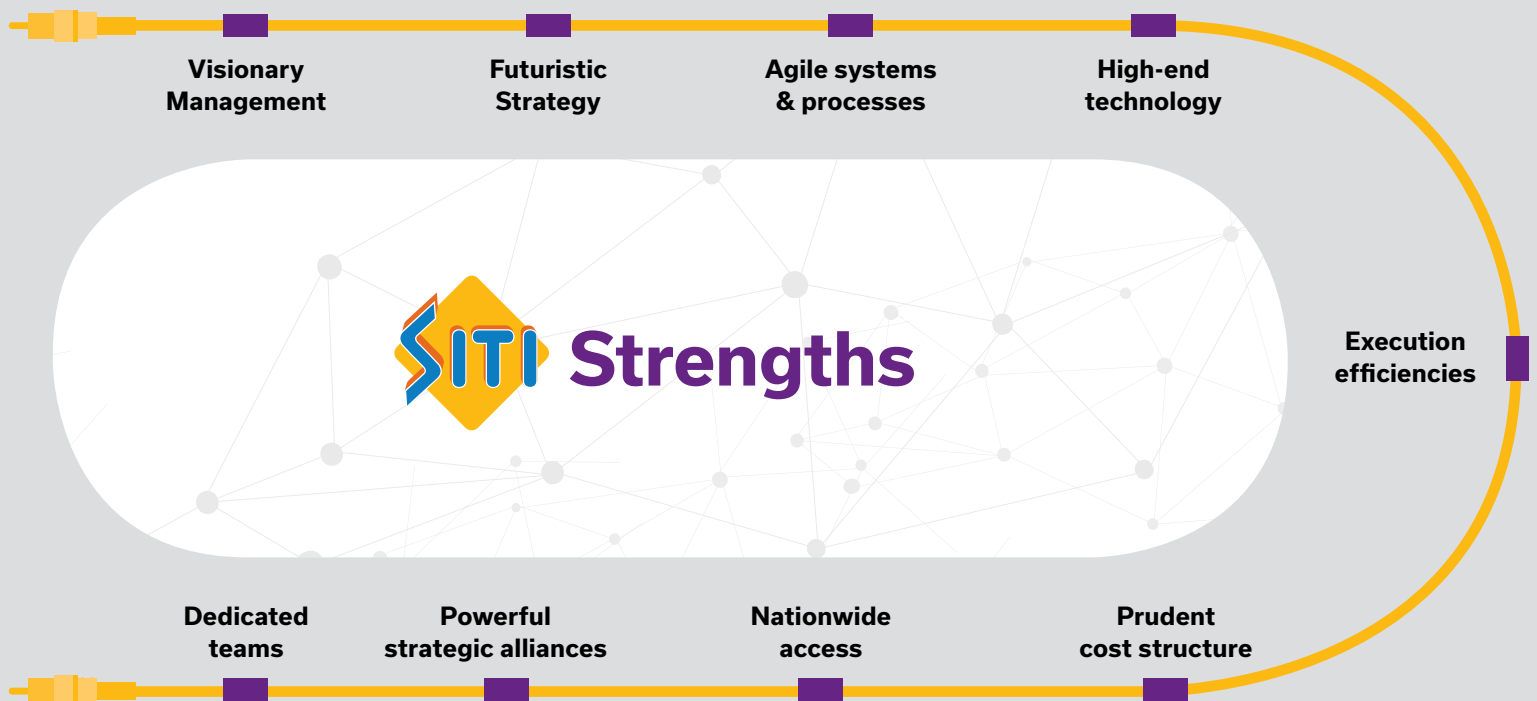 Visionary
Management
Futuristic
Strategy
Agile systems
& processes
High-end
technology
SITI Strengths
Execution
efficiencies
Dedicated
teams
Powerful
strategic alliances
Nationwide
access
Prudent
cost structure